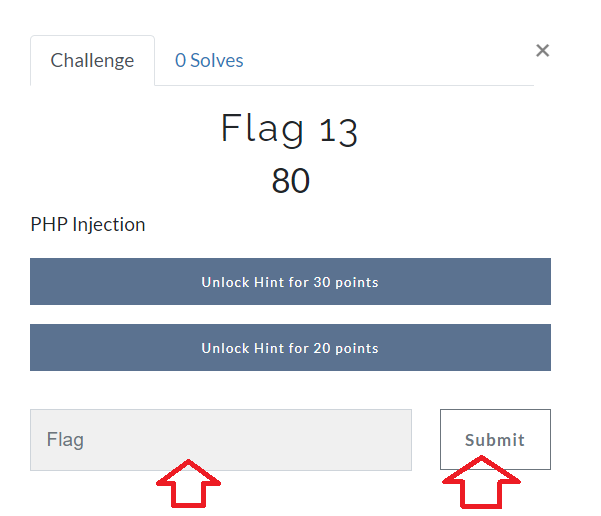 Challenge 0 Solves ×
Flag 13
80
PHP Injection
Unlock Hint for 30 points
Unlock Hint for 20 points
Flag Submit